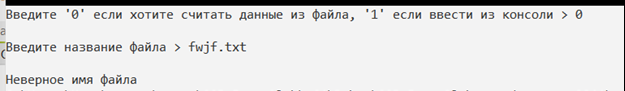 Введите '0' если хотите считать данные из файла, '1' если ввести из консоли > 0
Введите название файла > fwjf.txt
Неверное имя файла